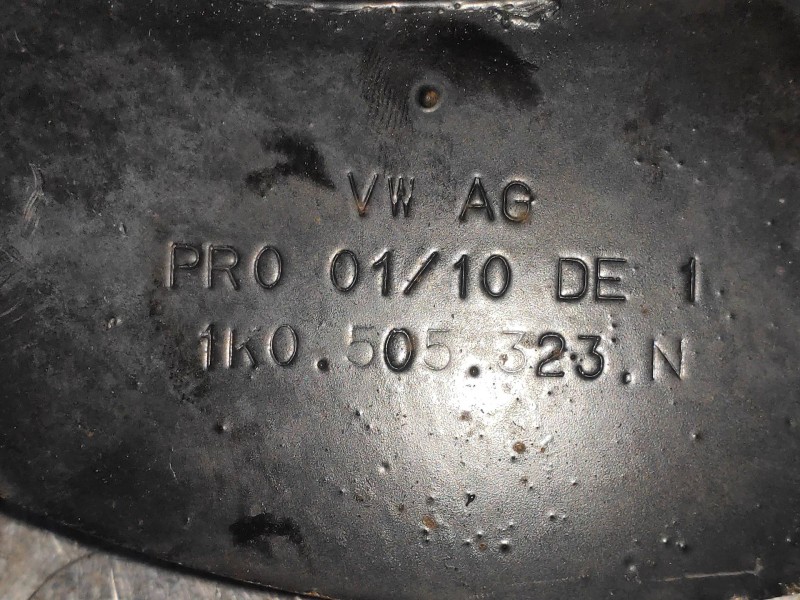 VW AG
PRO 01/10 DE 1
1K0.505.323.N